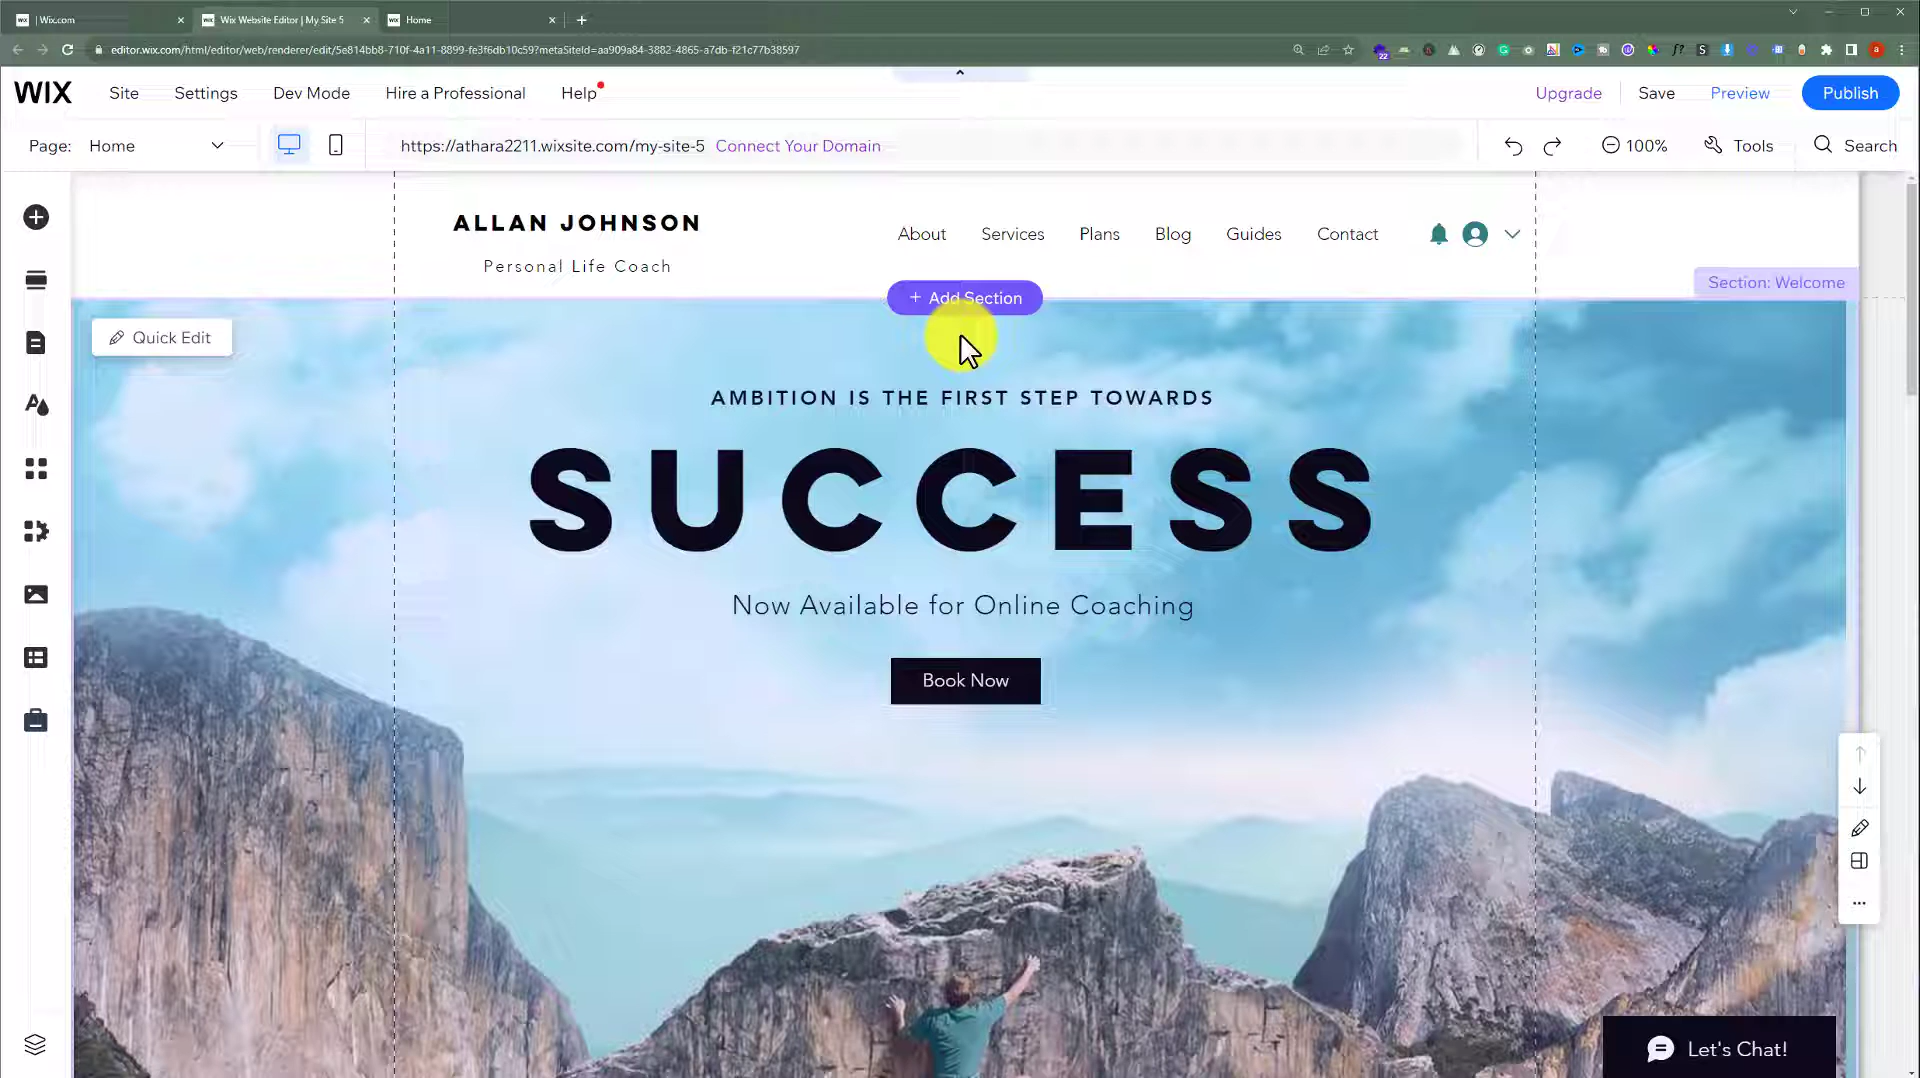 | Wix.com
Wix Website Editor | My Site 5
Home
editor.wix.com/html/editor/web/renderer/edit/5e814bb8-710f-4a11-8899-fe3f6db10c59?metaSiteId=aa909a84-3882-4865-a7db-f21c77b38597
22
WIX
Site
Settings
Dev Mode
Hire a Professional
Help
Upgrade
Save
Preview
Publish
Page: Home
https://athara2211.wixsite.com/my-site-5
Connect Your Domain
100%
Tools
Search
ALLAN JOHNSON
Personal Life Coach
About
Services
Plans
Blog
Guides
Contact
+ Add Section
Section: Welcome
Quick Edit
AMBITION IS THE FIRST STEP TOWARDS
SUCCESS
Now Available for Online Coaching
Book Now
Let's Chat!